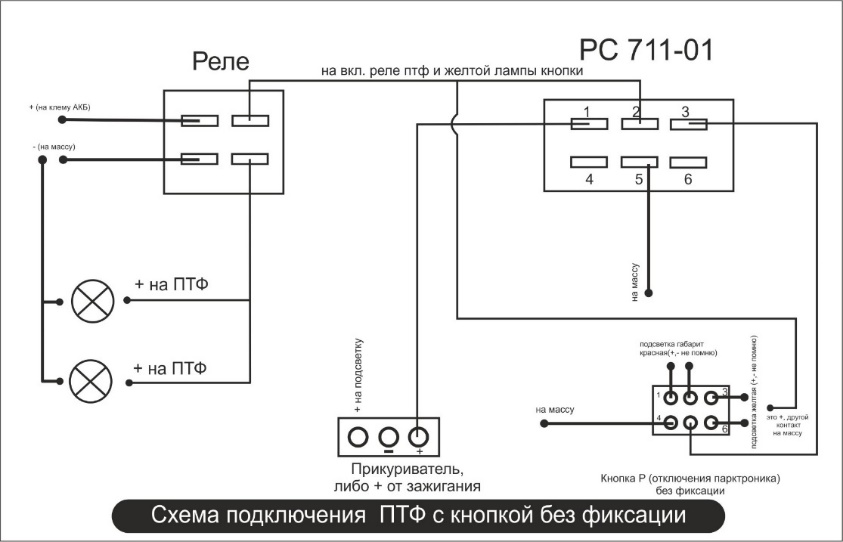 Реле
РС 711-01
на вкл. реле птф и желтой лампы кнопки
+ (на клему АКБ)
1
2
3
- (на массу)
4
5
6
+ на ПТФ
на массу
+ на ПТФ
+ на подсветку
подсветка габарит
красная(+,- не помню)
подсветка желтая (+,- не помню)
1
3
на массу
4
6
это +, другой
контакт
на массу
-
+
Прикуриватель,
либо + от зажигания
Кнопка Р (отключения парктроника)
без фиксации
Схема подключения ПТФ с кнопкой без фиксации